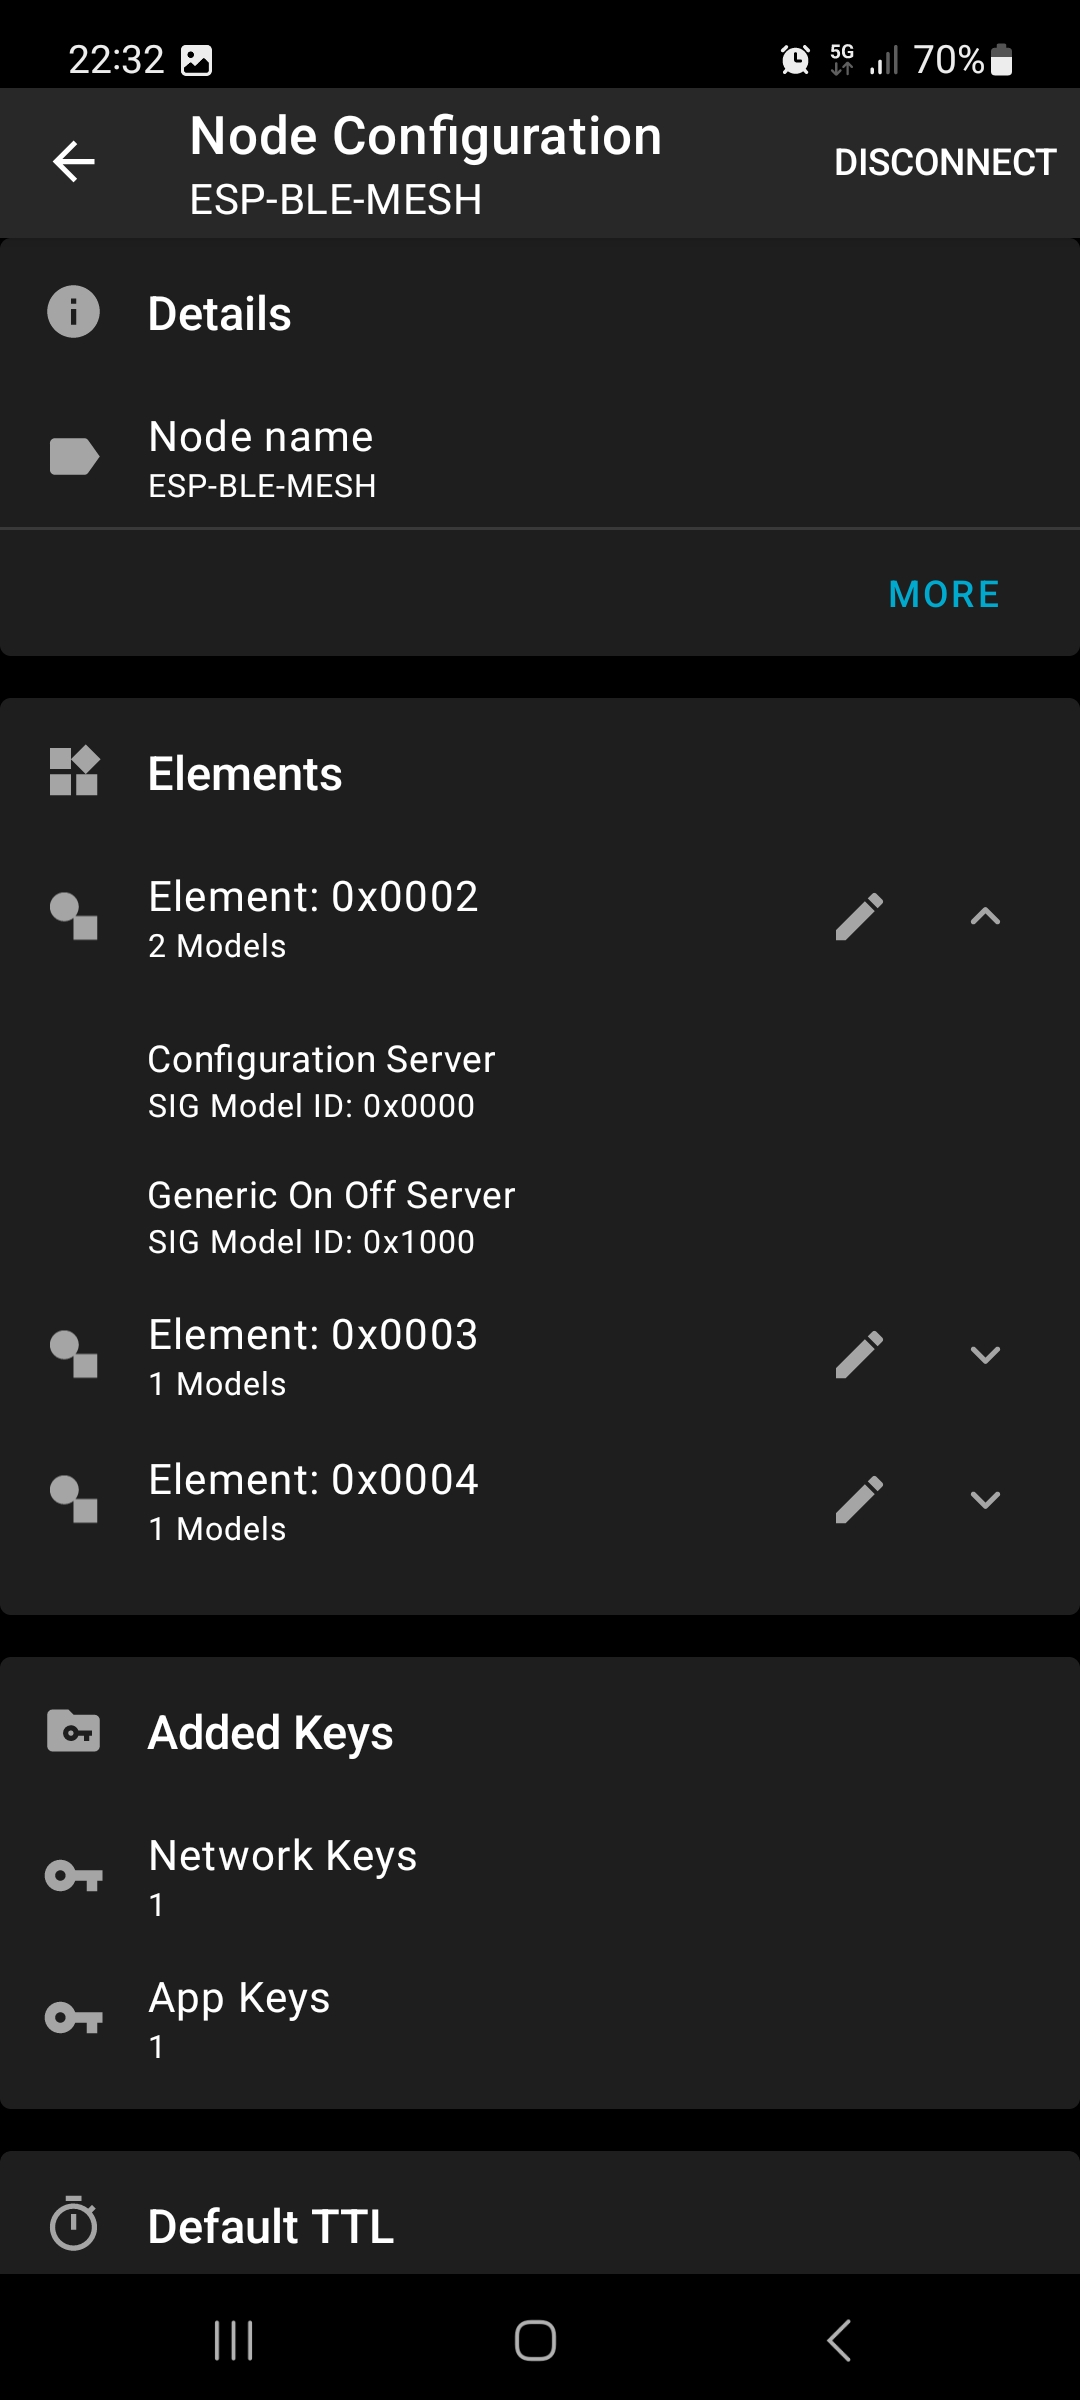 22:32
5G
70%
Node Configuration
ESP-BLE-MESH
DISCONNECT
Details
Node name
ESP-BLE-MESH
MORE
Elements
Element: 0x0002
2 Models
Configuration Server
SIG Model ID: 0x0000
Generic On Off Server
SIG Model ID: 0x1000
Element: 0x0003
1 Models
Element: 0x0004
1 Models
Added Keys
Network Keys
1
App Keys
1
Default TTL